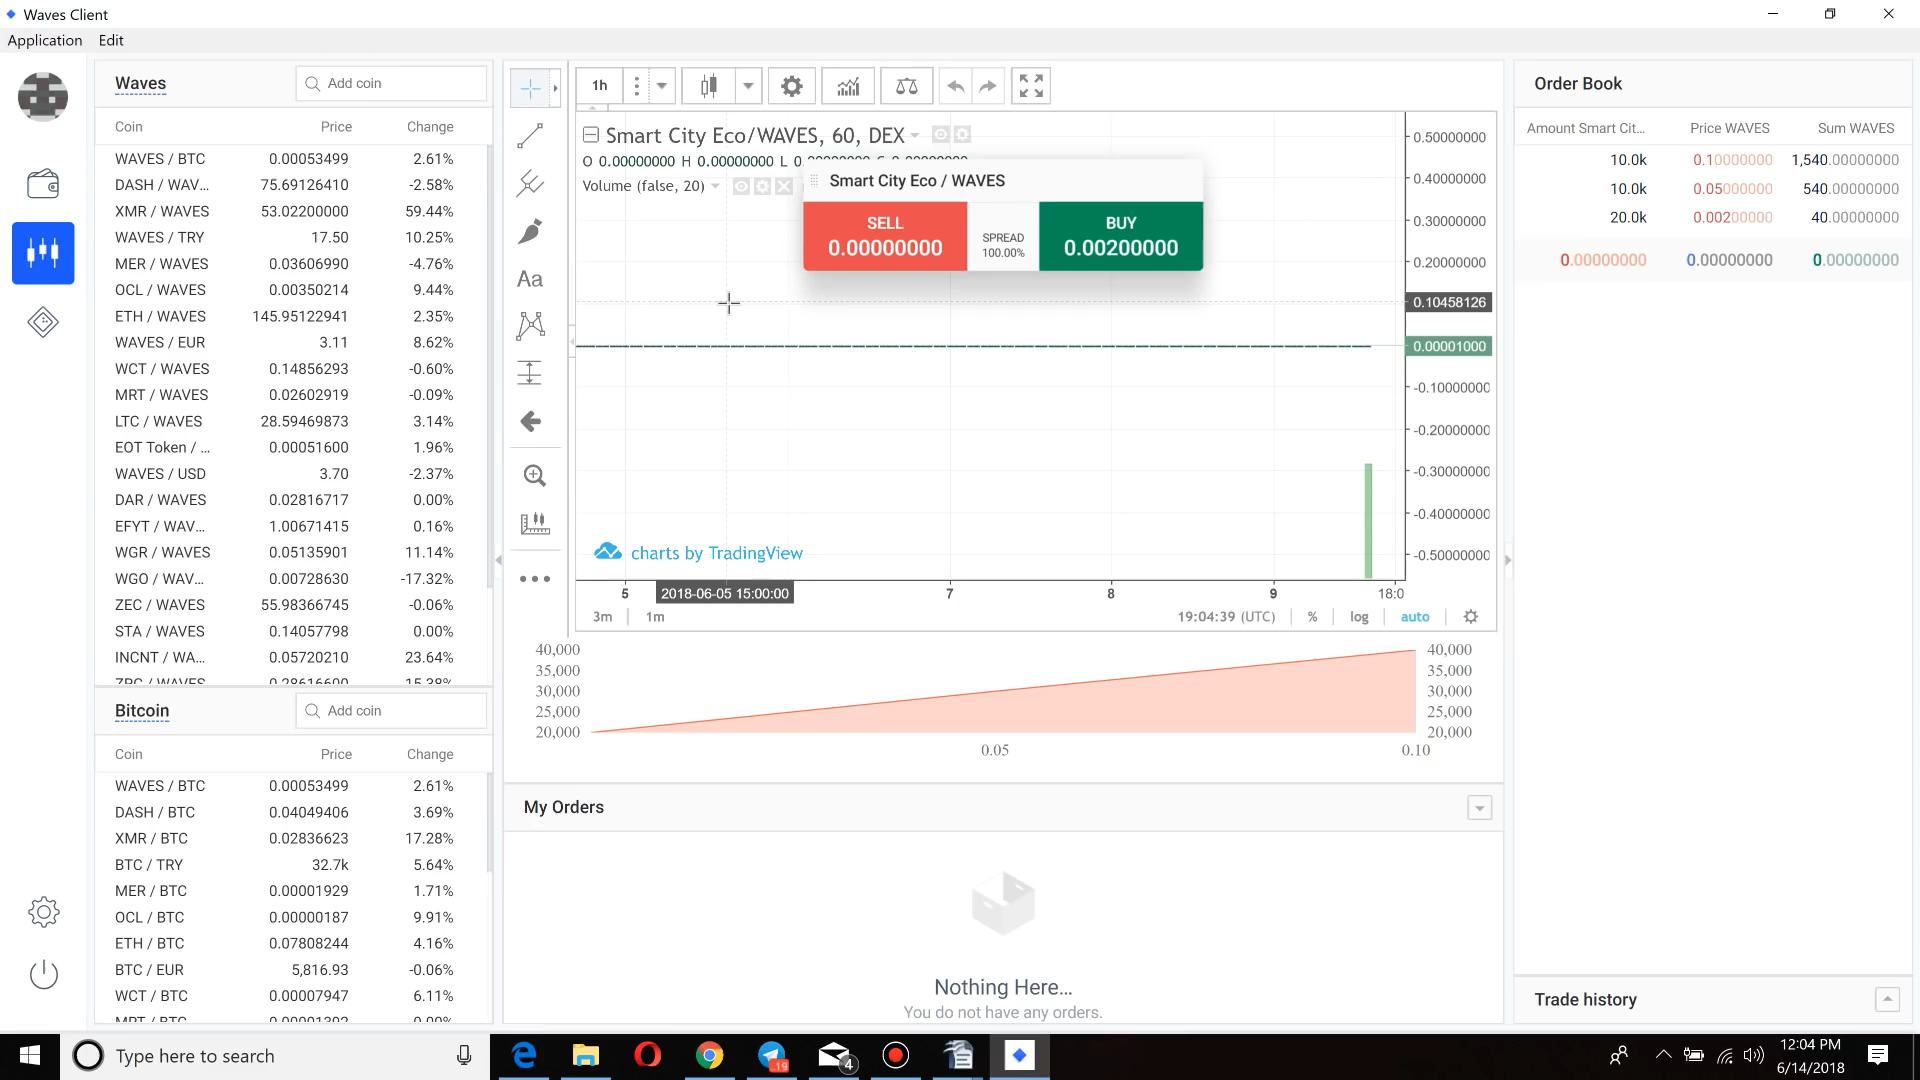 Waves Client
Application Edit
Waves
Add coin
Coin Price Change
WAVES / BTC 0.00053499 2.61%
DASH / WAV... 75.69126410 -2.58%
XMR / WAVES 53.02200000 59.44%
WAVES / TRY 17.50 10.25%
MER / WAVES 0.03606990 -4.76%
OCL / WAVES 0.00350214 9.44%
ETH / WAVES 145.95122941 2.35%
WAVES / EUR 3.11 8.62%
WCT / WAVES 0.14856293 -0.60%
MRT / WAVES 0.02602919 -0.09%
LTC / WAVES 28.59469873 3.14%
EOT Token / ... 0.00051600 1.96%
WAVES / USD 3.70 -2.37%
DAR / WAVES 0.02816717 0.00%
EFYT / WAV... 1.00671415 0.16%
WGR / WAVES 0.05135901 11.14%
WGO / WAV... 0.00728630 -17.32%
ZEC / WAVES 55.98366745 -0.06%
STA / WAVES 0.14057798 0.00%
INCNT / WA... 0.05720210 23.64%
Bitcoin
Add coin
Coin Price Change
WAVES / BTC 0.00053499 2.61%
DASH / BTC 0.04049406 3.69%
XMR / BTC 0.02836623 17.28%
BTC / TRY 32.7k 5.64%
MER / BTC 0.00001929 1.71%
OCL / BTC 0.00000187 9.91%
ETH / BTC 0.07808244 4.16%
BTC / EUR 5,816.93 -0.06%
WCT / BTC 0.00007947 6.11%
1h
Smart City Eco/WAVES, 60, DEX
O 0.00000000 H 0.00000000 L
Volume (false, 20)
Smart City Eco / WAVES
SELL
0.00000000
SPREAD
100.00%
BUY
0.00200000
0.50000000
0.40000000
0.30000000
0.20000000
0.10458126
0.00001000
-0.10000000
-0.20000000
-0.30000000
-0.40000000
-0.50000000
charts by TradingView
5 2018-06-05 15:00:00 7 8 9 18:0
3m 1m 19:04:39 (UTC) % log auto
40,000 40,000
35,000 35,000
30,000 30,000
25,000 25,000
20,000 20,000
0.05 0.10
My Orders
Nothing Here...
You do not have any orders.
Order Book
Amount Smart Cit... Price WAVES Sum WAVES
10.0k 0.10000000 1,540.00000000
10.0k 0.05000000 540.00000000
20.0k 0.00200000 40.00000000
0.00000000 0.00000000 0.00000000
Trade history
Type here to search
19
4
12:04 PM
6/14/2018